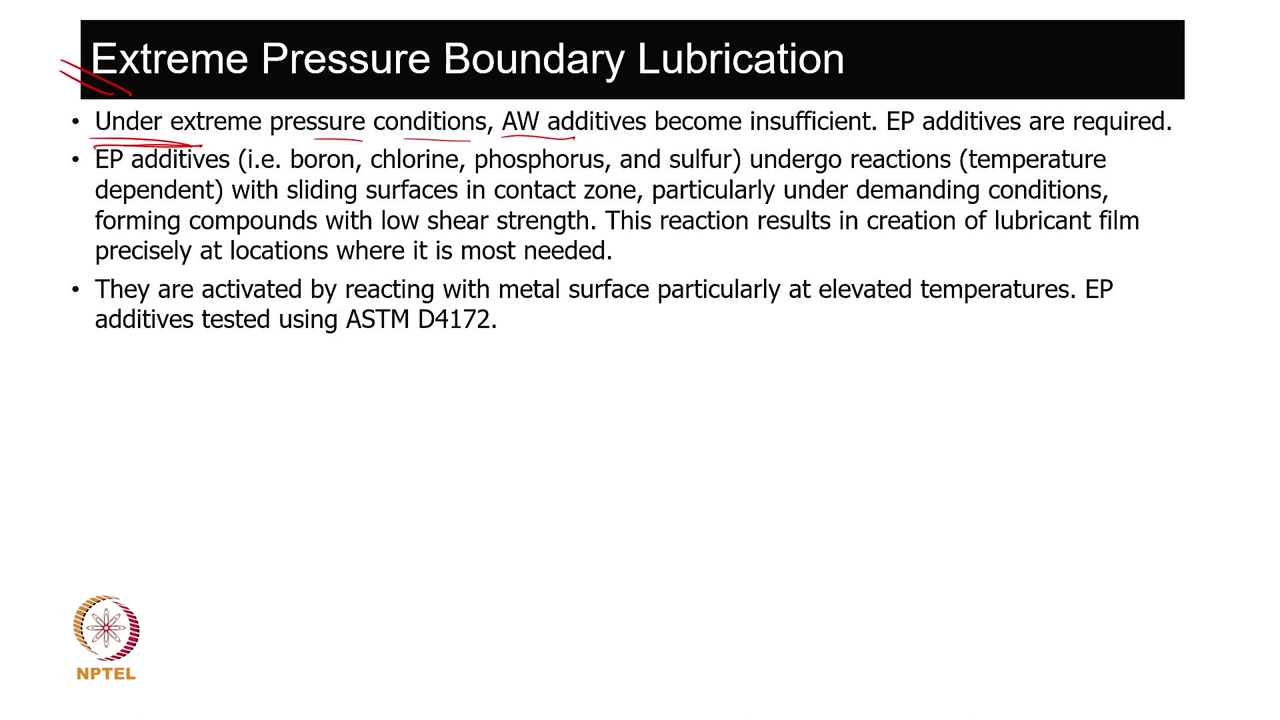 Extreme Pressure Boundary Lubrication
• Under extreme pressure conditions, AW additives become insufficient. EP additives are required.
• EP additives (i.e. boron, chlorine, phosphorus, and sulfur) undergo reactions (temperature
dependent) with sliding surfaces in contact zone, particularly under demanding conditions,
forming compounds with low shear strength. This reaction results in creation of lubricant film
precisely at locations where it is most needed.
• They are activated by reacting with metal surface particularly at elevated temperatures. EP
additives tested using ASTM D4172.
NPTEL